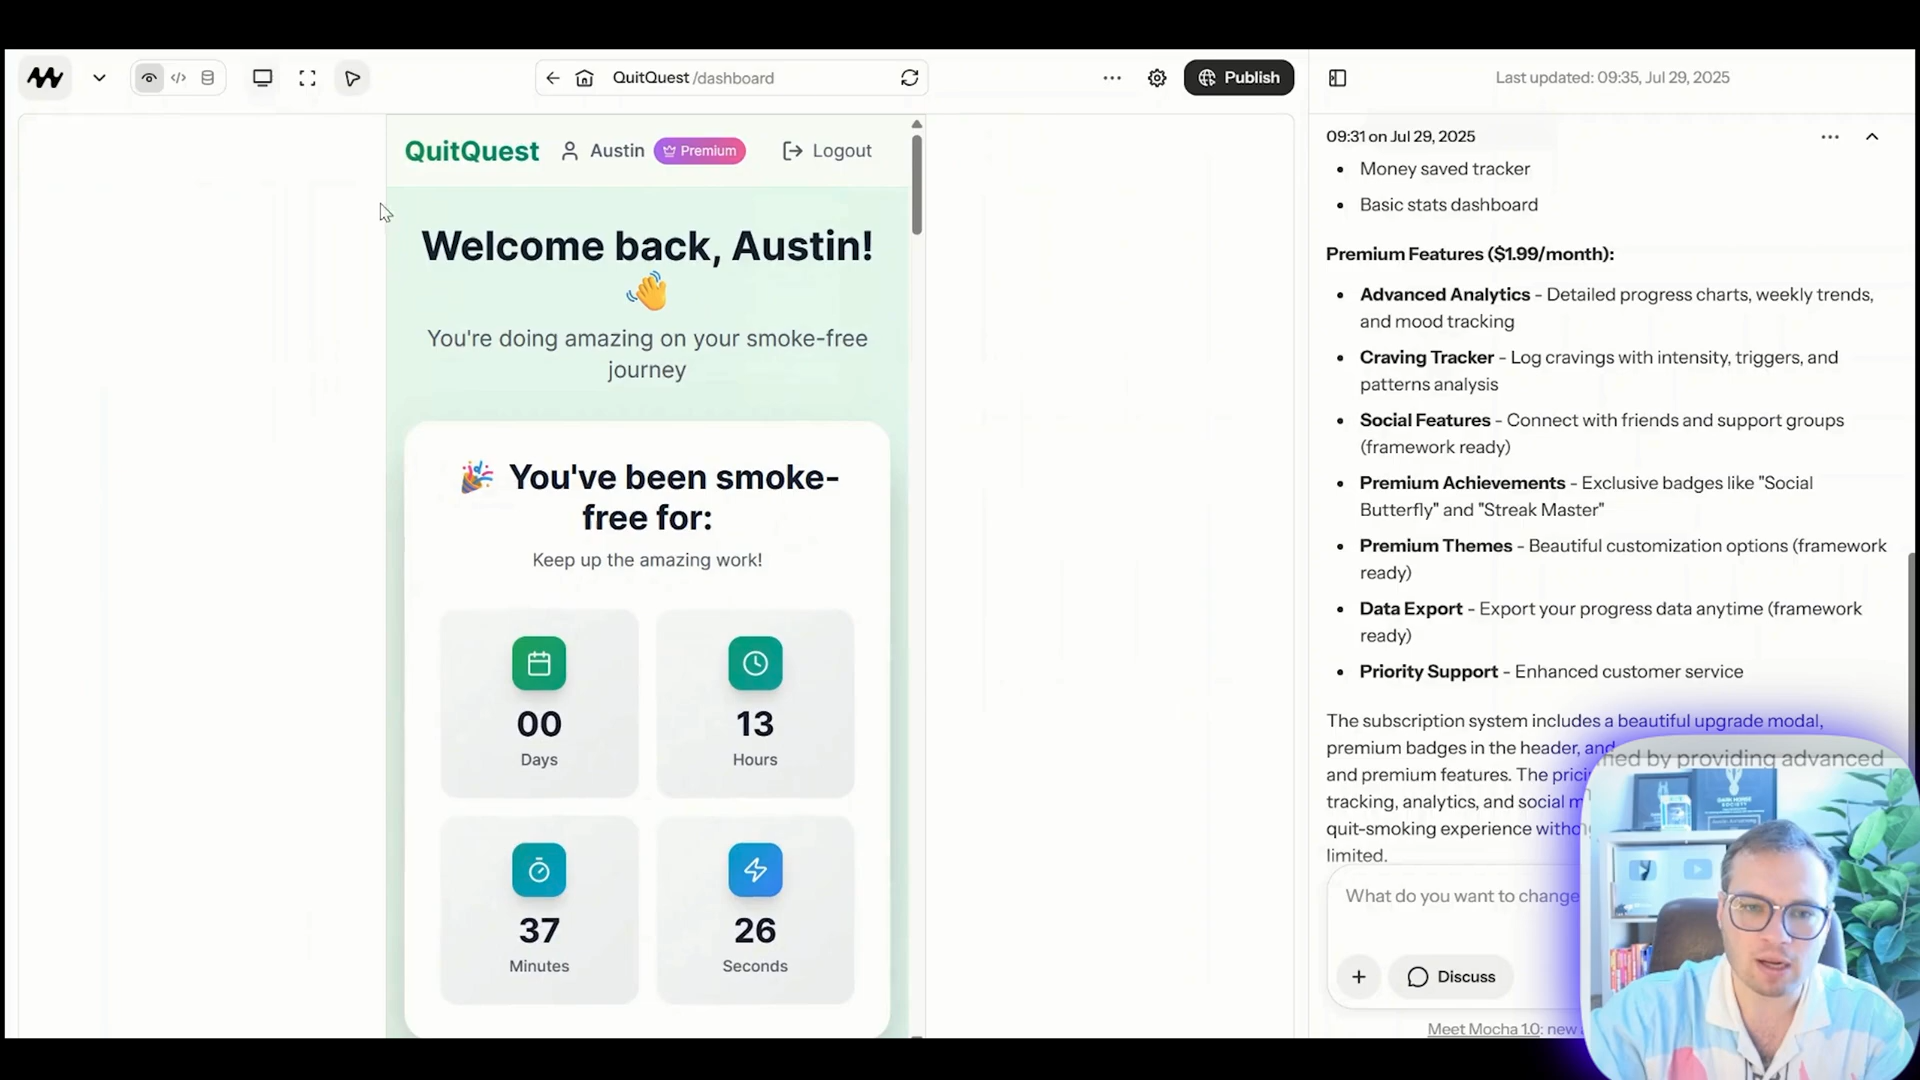 QuitQuest /dashboard
Publish
Last updated: 09:35, Jul 29, 2025
QuitQuest
Austin
Premium
Logout
Welcome back, Austin!
You're doing amazing on your smoke-free
journey
You've been smoke-
free for:
Keep up the amazing work!
00
Days
13
Hours
37
Minutes
26
Seconds
09:31 on Jul 29, 2025
Money saved tracker
Basic stats dashboard
Premium Features ($1.99/month):
Advanced Analytics - Detailed progress charts, weekly trends,
and mood tracking
Craving Tracker - Log cravings with intensity, triggers, and
patterns analysis
Social Features - Connect with friends and support groups
(framework ready)
Premium Achievements - Exclusive badges like "Social
Butterfly" and "Streak Master"
Premium Themes - Beautiful customization options (framework
ready)
Data Export - Export your progress data anytime (framework
ready)
Priority Support - Enhanced customer service
The subscription system includes a beautiful upgrade modal,
premium badges in the header, and
by providing advanced
and premium features. The
tracking, analytics, and social
quit-smoking experience
limited.
What do you want to change
Discuss
Meet Mocha 1.0: new
DARK HORSE
SOCIETY